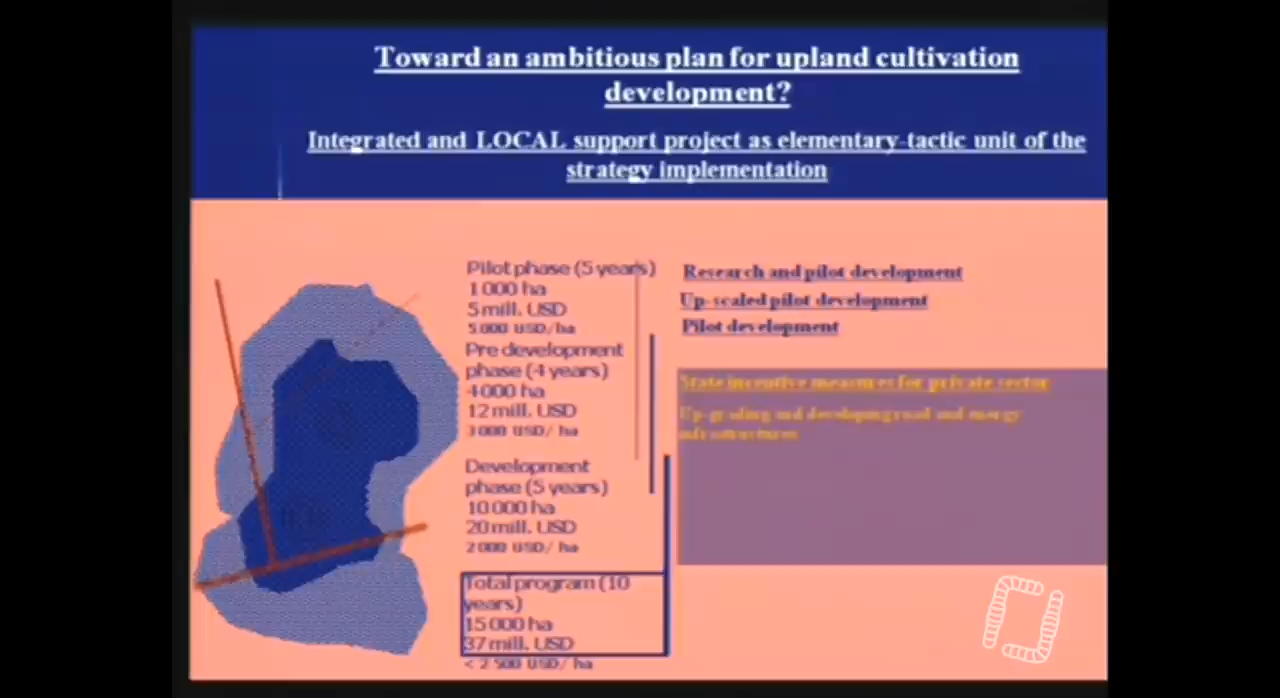 Toward an ambitious plan for upland cultivation
development?
Integrated and LOCAL support project as elementary-tactic unit of the
strategy implementation
Pilot phase (5 years)
1 000 ha
5 mill. USD
5 000 USD/ha
Pre development
phase (4 years)
4000 ha
12 mill. USD
3 000 USD/ ha
Development
phase (5 years)
10 000 ha
20 mill. USD
2 000 USD/ ha
Total program (10
years)
15 000 ha
37 mill. USD
< 2 500 USD/ ha
Research and pilot development
Up-scaled pilot development
Pilot development
State incentive measures for private sector
Up-grading and developing road and energy
infrastructures